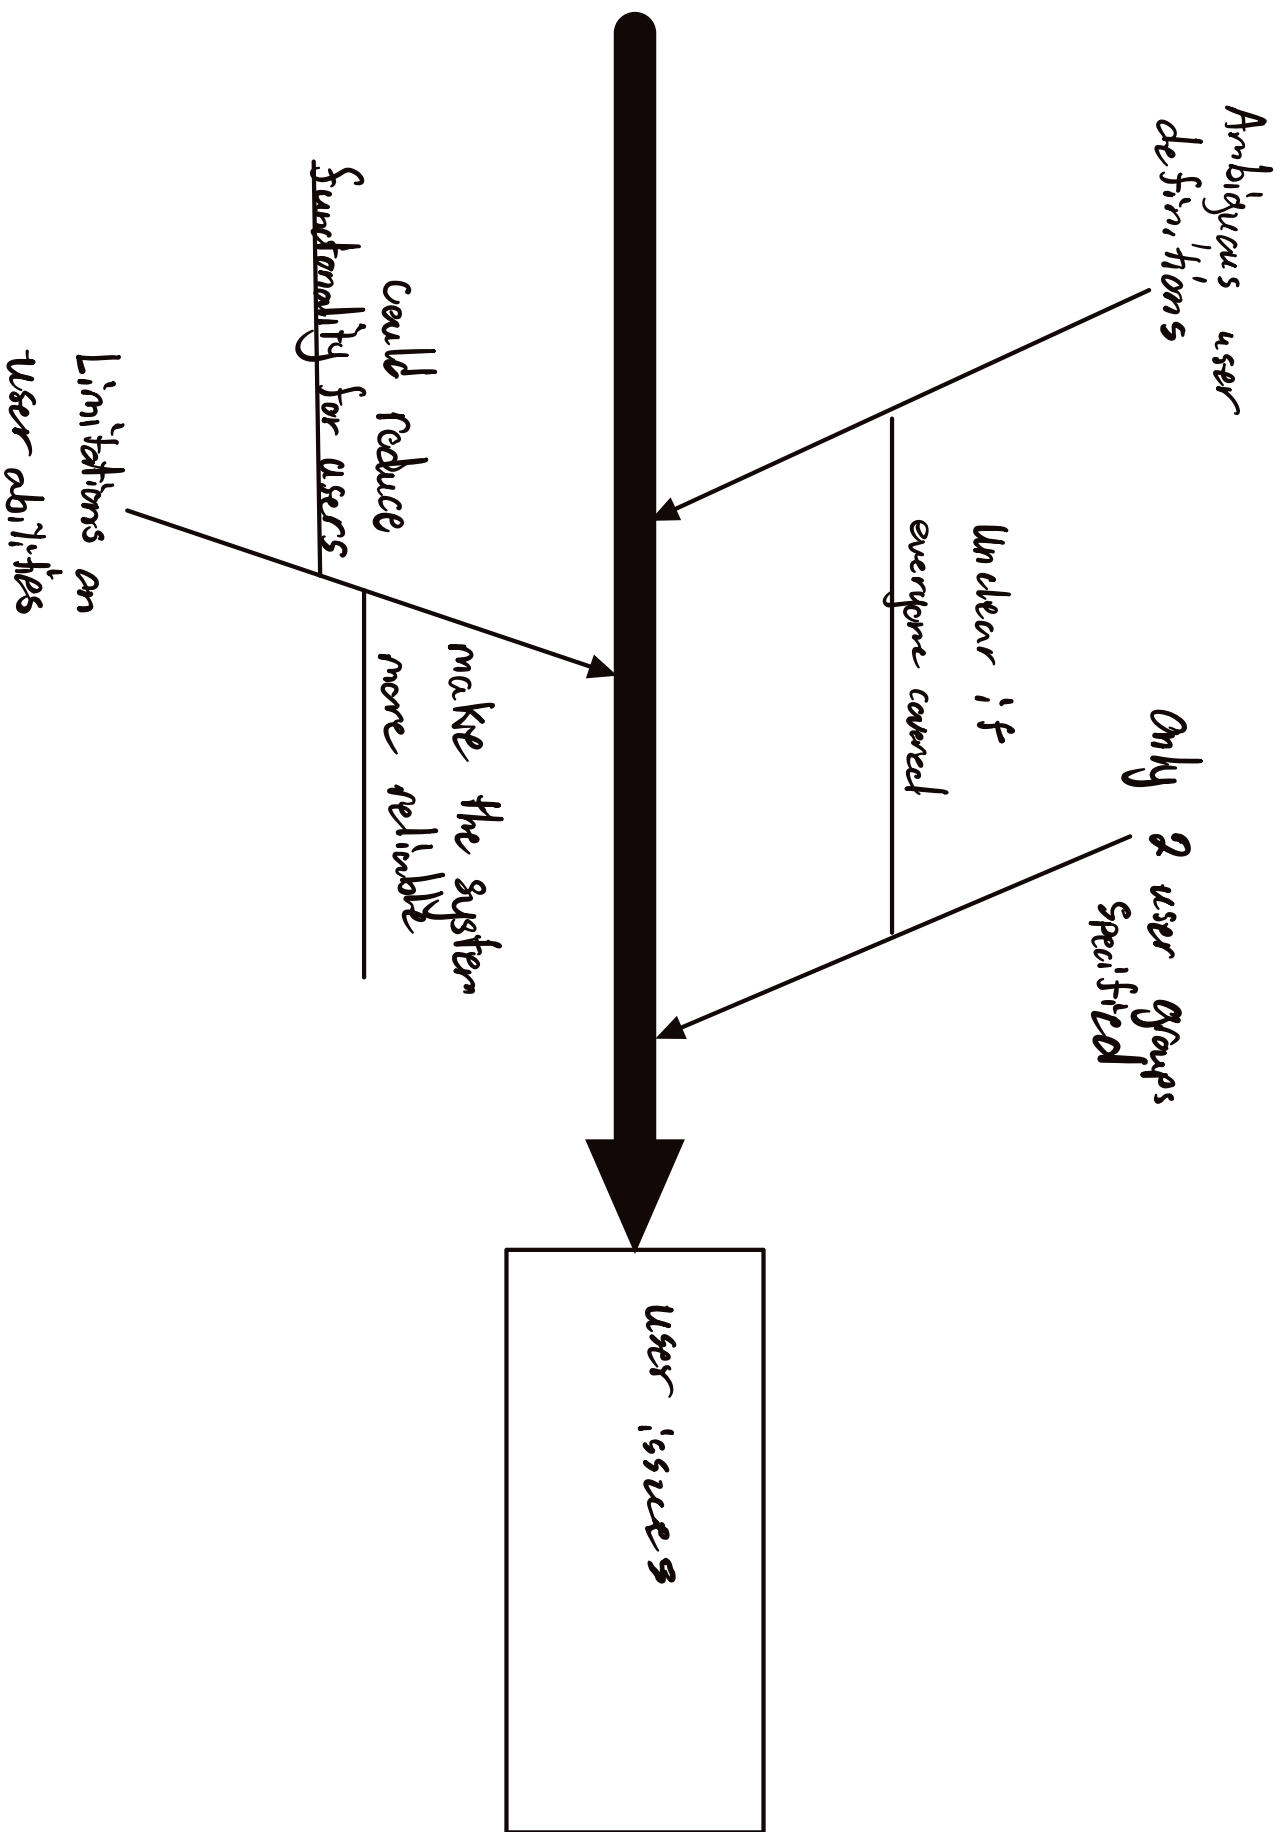 Ambiguous user
definitions
Only 2 user groups
specified
Unclear if
everyone covered
user issues
make the system
more reliable
Could reduce
functionality for users
Limitations on
user abilities